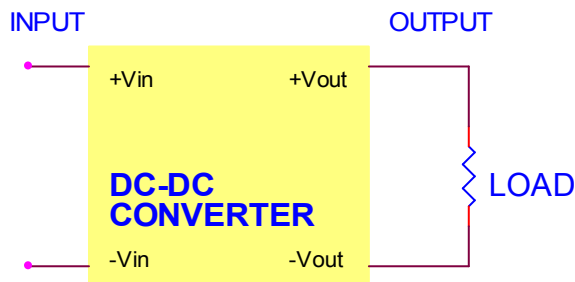 INPUT
OUTPUT
+Vin
+Vout
DC-DC
CONVERTER
LOAD
-Vin
-Vout